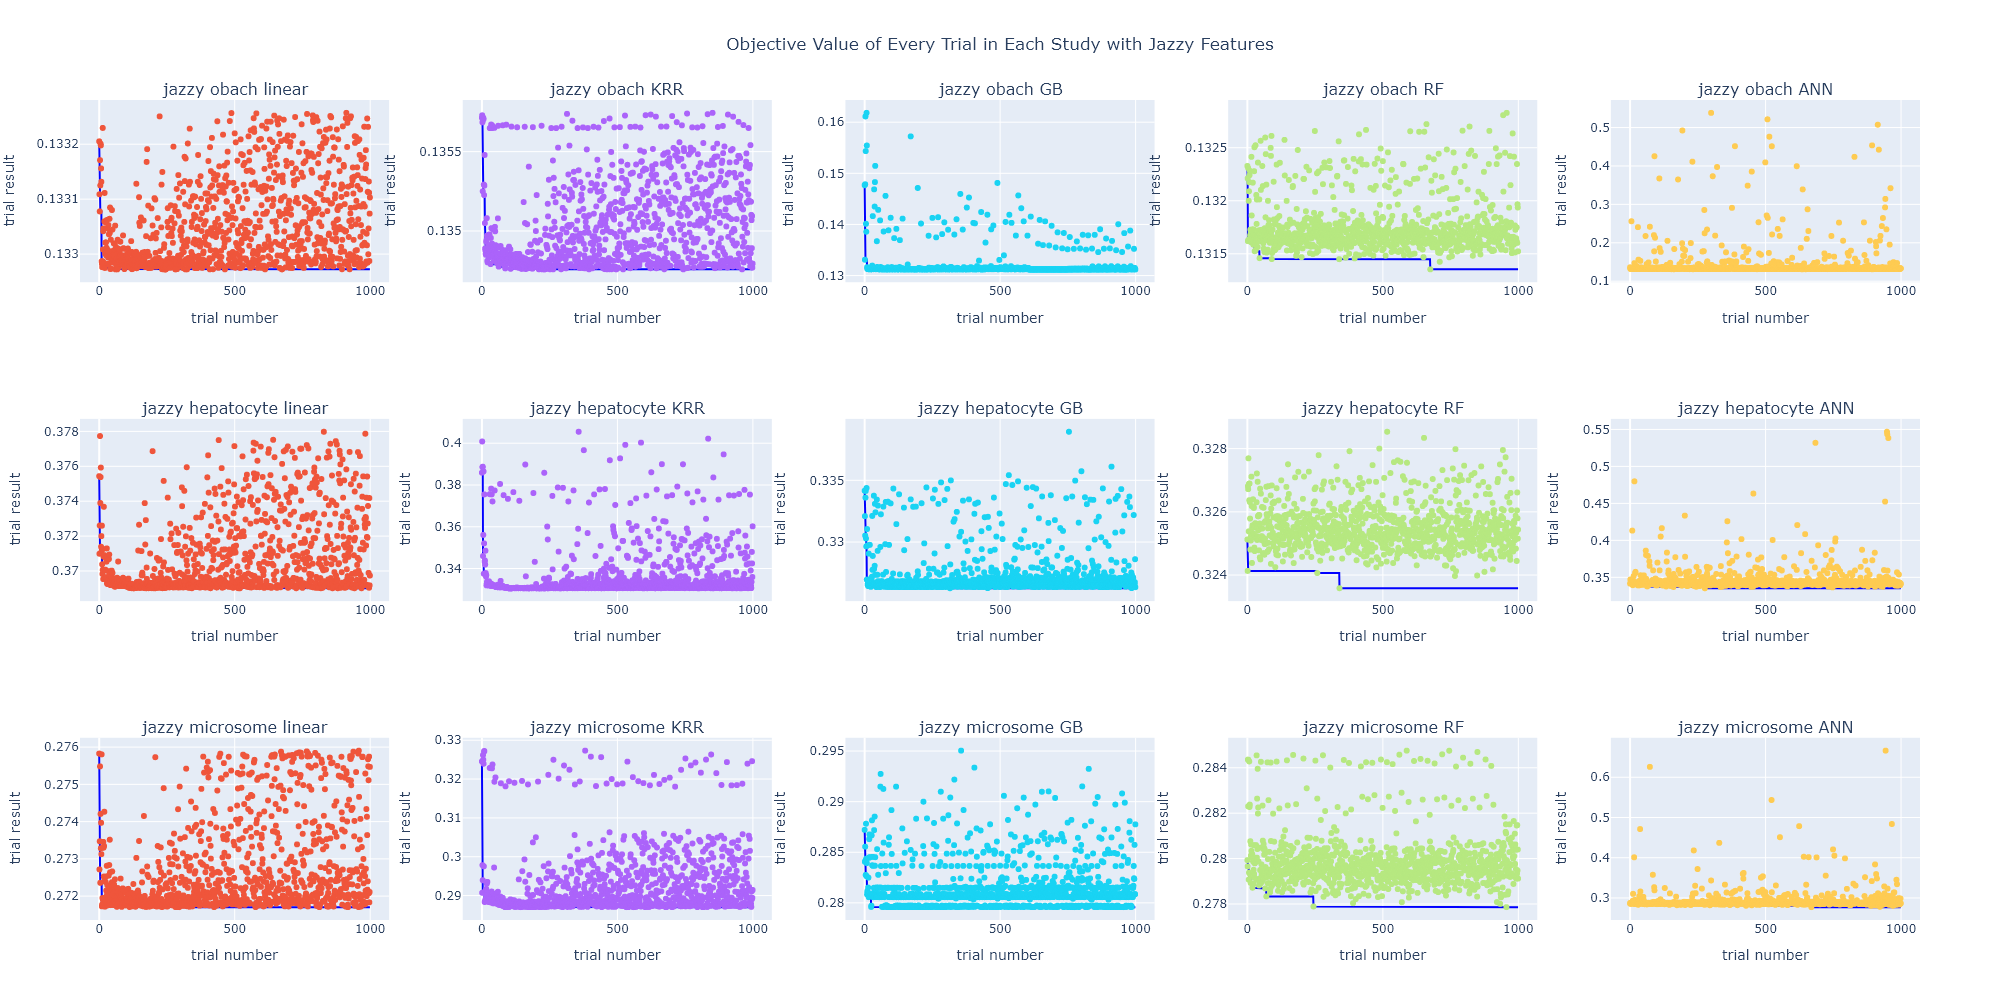 Objective Value of Every Trial in Each Study with Jazzy Features
jazzy obach linear
jazzy obach KRR
jazzy obach GB
jazzy obach RF
jazzy obach ANN
trial result
0.1332
0.1331
0.133
0
500
1000
trial number
trial result
0.1355
0.135
0
500
1000
trial number
trial result
0.16
0.15
0.14
0.13
0
500
1000
trial number
trial result
0.1325
0.132
0.1315
0
500
1000
trial number
trial result
0.5
0.4
0.3
0.2
0.1
0
500
1000
trial number
jazzy hepatocyte linear
jazzy hepatocyte KRR
jazzy hepatocyte GB
jazzy hepatocyte RF
jazzy hepatocyte ANN
trial result
0.378
0.376
0.374
0.372
0.37
0
500
1000
trial number
trial result
0.4
0.38
0.36
0.34
0
500
1000
trial number
trial result
0.335
0.33
0
500
1000
trial number
trial result
0.328
0.326
0.324
0
500
1000
trial number
trial result
0.55
0.5
0.45
0.4
0.35
0
500
1000
trial number
jazzy microsome linear
jazzy microsome KRR
jazzy microsome GB
jazzy microsome RF
jazzy microsome ANN
trial result
0.276
0.275
0.274
0.273
0.272
0
500
1000
trial number
trial result
0.33
0.32
0.31
0.3
0.29
0
500
1000
trial number
trial result
0.295
0.29
0.285
0.28
0
500
1000
trial number
trial result
0.284
0.282
0.28
0.278
0
500
1000
trial number
trial result
0.6
0.5
0.4
0.3
0
500
1000
trial number